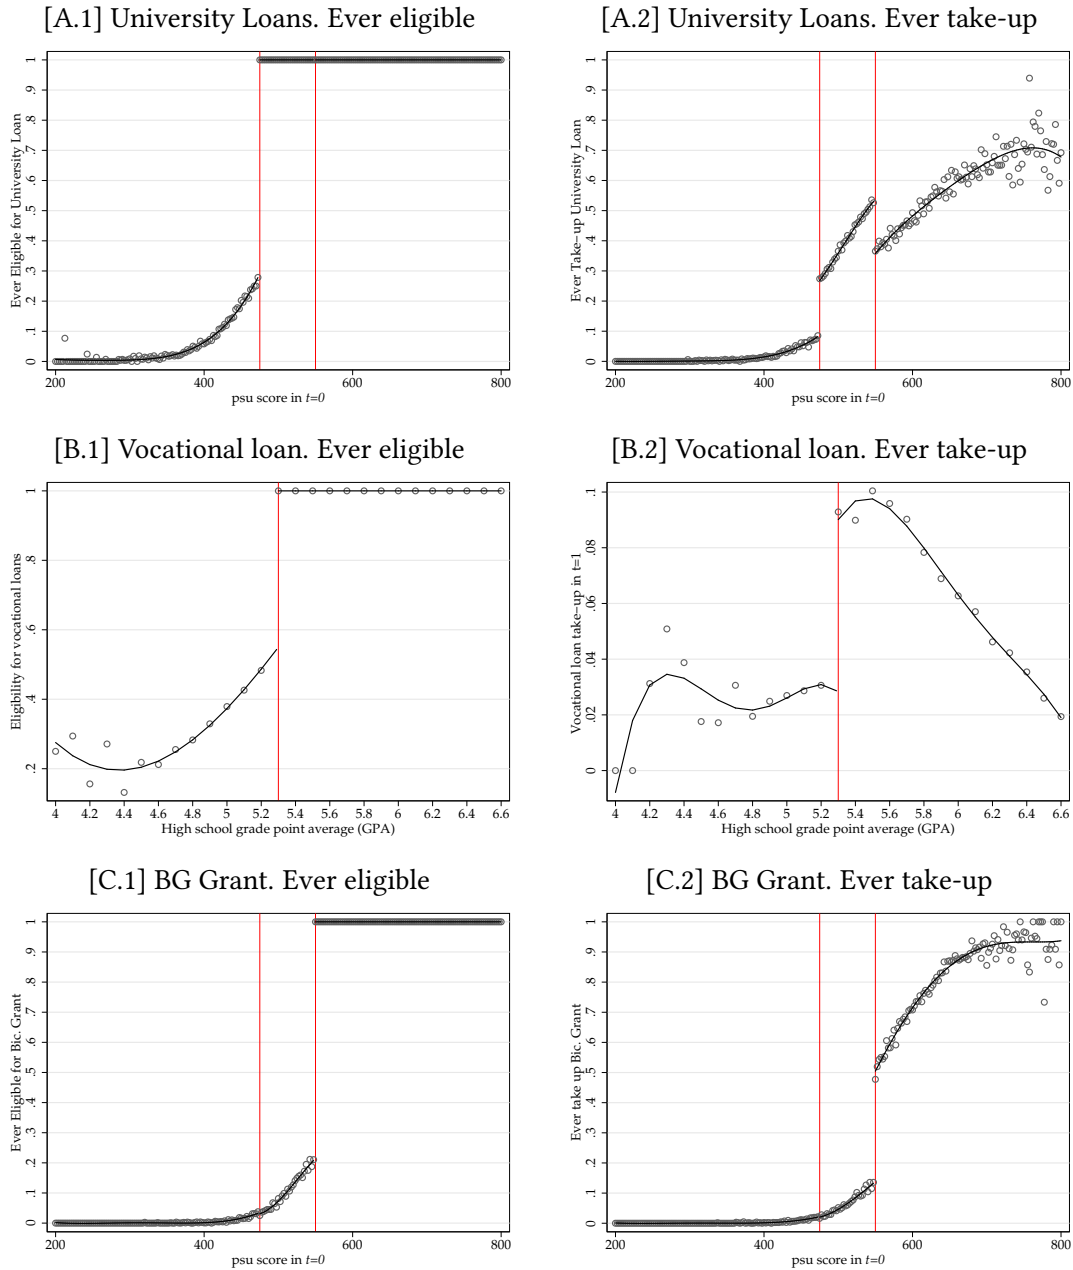 [A.1] University Loans. Ever eligible
Ever Eligible for University Loan
1
.9
.8
.7
.6
.5
.4
.3
.2
.1
0
200 400 600 800
psu score in t=0
[A.2] University Loans. Ever take-up
Ever Take−up University Loan
1
.9
.8
.7
.6
.5
.4
.3
.2
.1
0
200 400 600 800
psu score in t=0
[B.1] Vocational loan. Ever eligible
Eligibility for vocational loans
1
.8
.6
.4
.2
4 4.2 4.4 4.6 4.8 5 5.2 5.4 5.6 5.8 6 6.2 6.4 6.6
High school grade point average (GPA)
[B.2] Vocational loan. Ever take-up
Vocational loan take−up in t=1
.1
.08
.06
.04
.02
0
4 4.2 4.4 4.6 4.8 5 5.2 5.4 5.6 5.8 6 6.2 6.4 6.6
High school grade point average (GPA)
[C.1] BG Grant. Ever eligible
Ever Eligible for Bic. Grant
1
.9
.8
.7
.6
.5
.4
.3
.2
.1
0
200 400 600 800
psu score in t=0
[C.2] BG Grant. Ever take-up
Ever take up Bic. Grant
1
.9
.8
.7
.6
.5
.4
.3
.2
.1
0
200 400 600 800
psu score in t=0